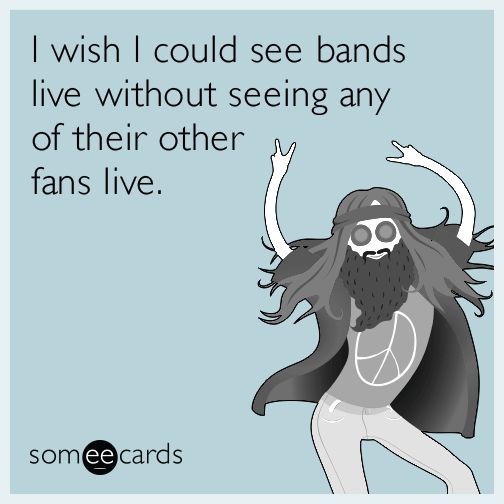 I wish I could see bands
live without seeing any
of their other
fans live.
someecards